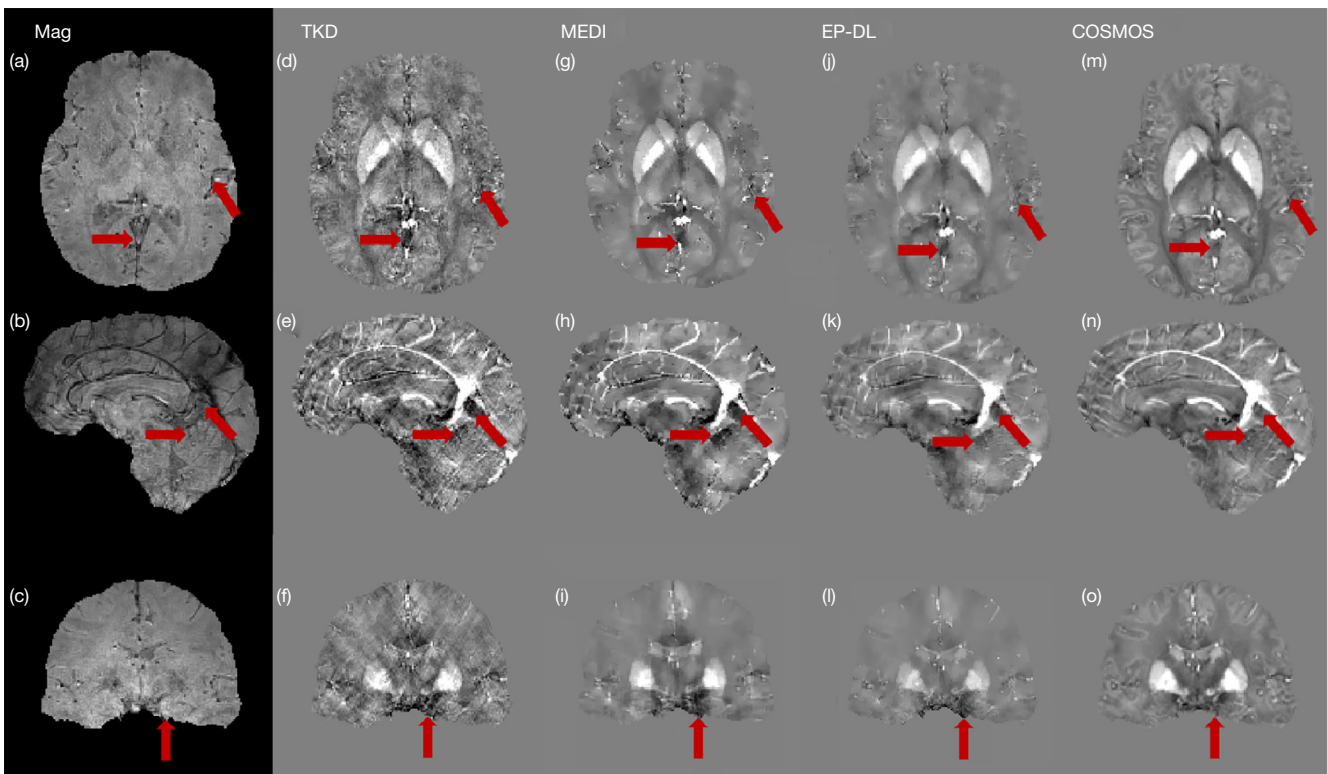 Mag TKD MEDI EP-DL COSMOS
(a) (d) (g) (j) (m)
(b) (e) (h) (k) (n)
(c) (f) (i) (l) (o)